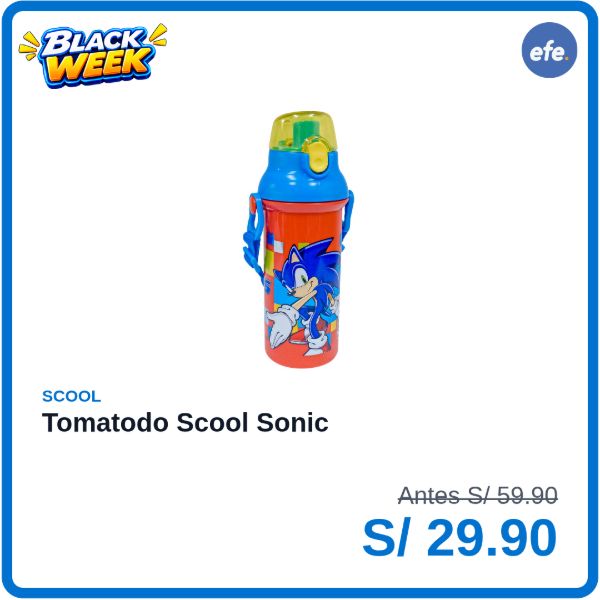 BLACK
WEEK
efe.
SCOOL
Tomatodo Scool Sonic
Antes S/ 59.90
S/ 29.90